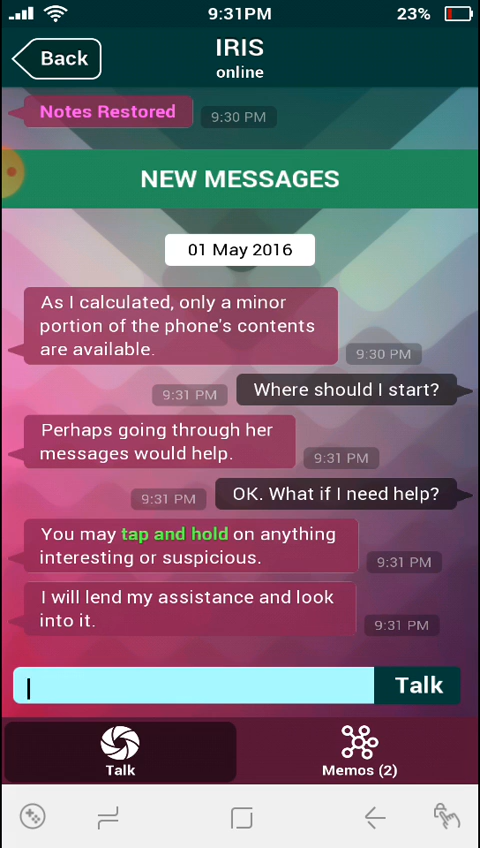 9:31PM
23%
Back
IRIS
online
Notes Restored
9:30 PM
NEW MESSAGES
01 May 2016
As I calculated, only a minor
portion of the phone's contents
are available.
9:30 PM
9:31 PM
Where should I start?
Perhaps going through her
messages would help.
9:31 PM
9:31 PM
OK. What if I need help?
You may tap and hold on anything
interesting or suspicious.
9:31 PM
I will lend my assistance and look
into it.
9:31 PM
Talk
Talk
Memos (2)